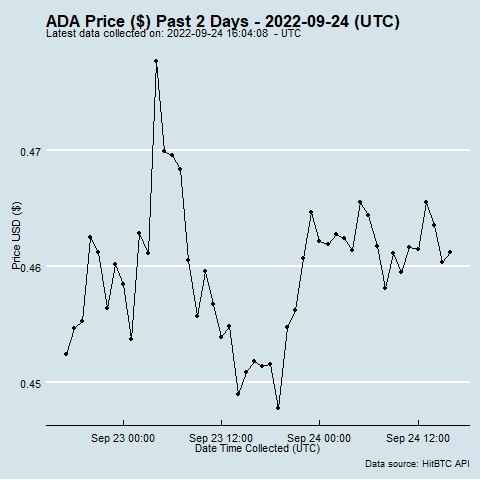 ADA Price ($) Past 2 Days - 2022-09-24 (UTC)
Latest data collected on: 2022-09-24 16:04:08  - UTC
0.47
0.46
0.45
Price USD ($)
Sep 23 00:00
Sep 23 12:00
Sep 24 00:00
Sep 24 12:00
Date Time Collected (UTC)
Data source: HitBTC API